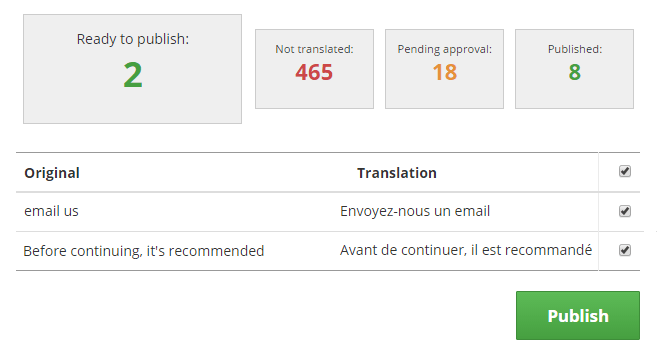 Ready to publish:
2
Not translated:
465
Pending approval:
18
Published:
8
Original Translation
email us Envoyez-nous un email
Before continuing, it's recommended Avant de continuer, il est recommandé
Publish